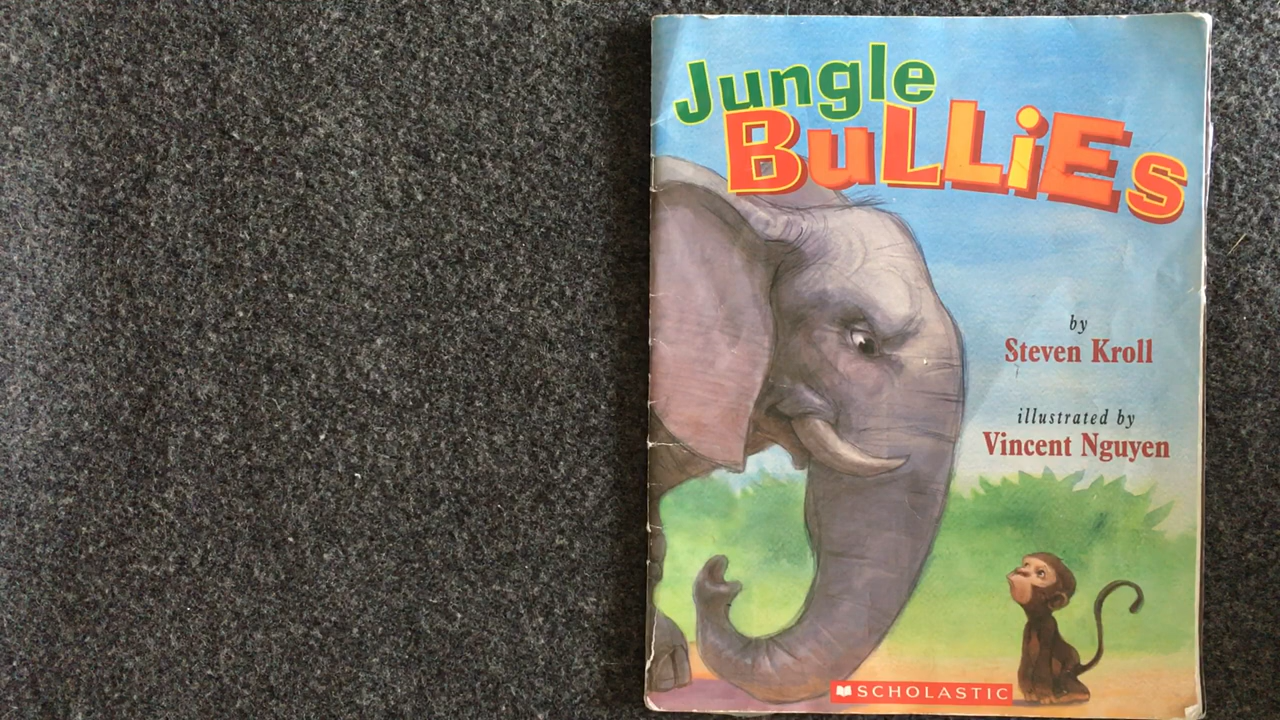 Jungle
BuLLiES
by
Steven Kroll
illustrated by
Vincent Nguyen
SCHOLASTIC